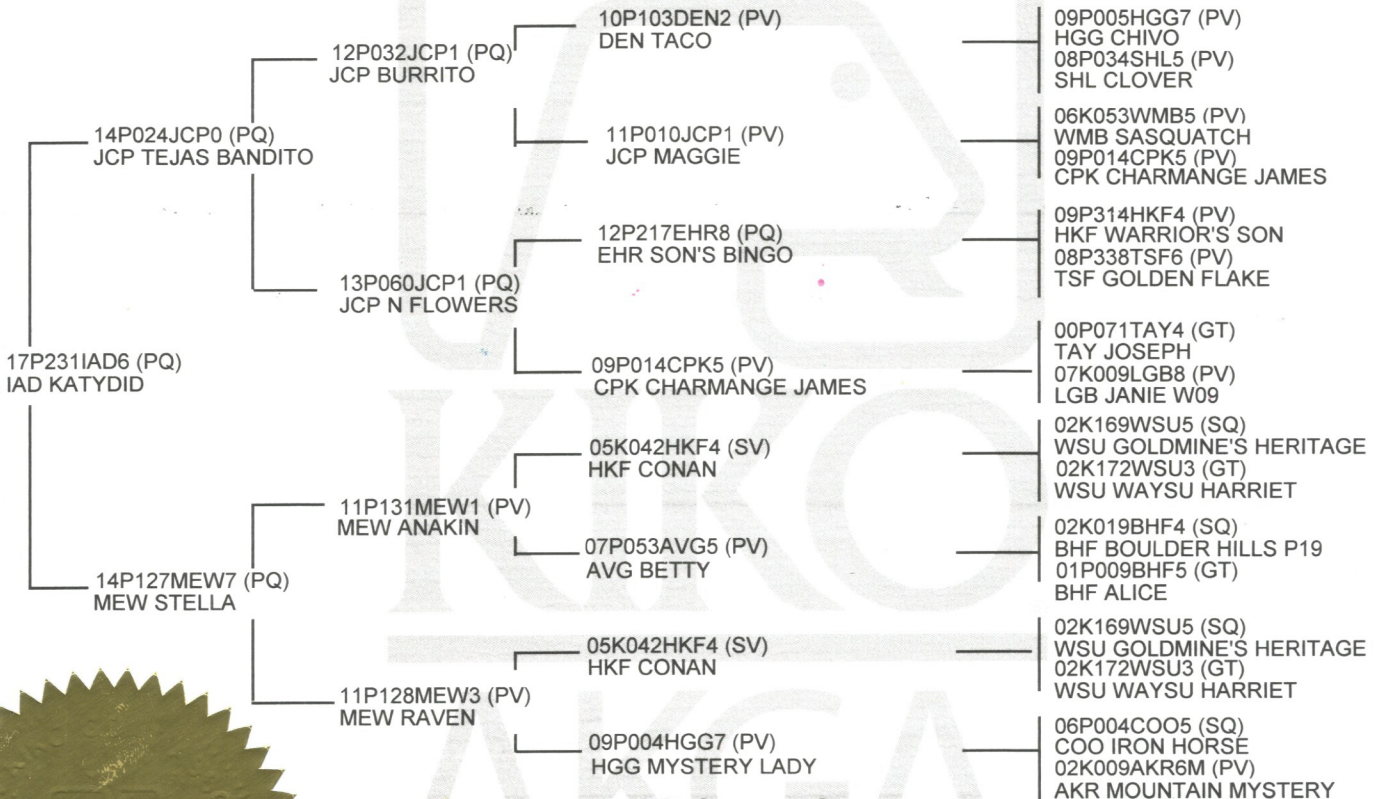 17P231IAD6 (PQ)
IAD KATYDID
14P024JCP0 (PQ)
JCP TEJAS BANDITO
14P127MEW7 (PQ)
MEW STELLA
12P032JCP1 (PQ)
JCP BURRITO
13P060JCP1 (PQ)
JCP N FLOWERS
11P131MEW1 (PV)
MEW ANAKIN
11P128MEW3 (PV)
MEW RAVEN
10P103DEN2 (PV)
DEN TACO
11P010JCP1 (PV)
JCP MAGGIE
12P217EHR8 (PQ)
EHR SON'S BINGO
09P014CPK5 (PV)
CPK CHARMANGE JAMES
05K042HKF4 (SV)
HKF CONAN
07P053AVG5 (PV)
AVG BETTY
05K042HKF4 (SV)
HKF CONAN
09P004HGG7 (PV)
HGG MYSTERY LADY
09P005HGG7 (PV)
HGG CHIVO
08P034SHL5 (PV)
SHL CLOVER
06K053WMB5 (PV)
WMB SASQUATCH
09P014CPK5 (PV)
CPK CHARMANGE JAMES
09P314HKF4 (PV)
HKF WARRIOR'S SON
08P338TSF6 (PV)
TSF GOLDEN FLAKE
00P071TAY4 (GT)
TAY JOSEPH
07K009LGB8 (PV)
LGB JANIE W09
02K169WSU5 (SQ)
WSU GOLDMINE'S HERITAGE
02K172WSU3 (GT)
WSU WAYSU HARRIET
02K019BHF4 (SQ)
BHF BOULDER HILLS P19
01P009BHF5 (GT)
BHF ALICE
02K169WSU5 (SQ)
WSU GOLDMINE'S HERITAGE
02K172WSU3 (GT)
WSU WAYSU HARRIET
06P004COO5 (SQ)
COO IRON HORSE
02K009AKR6M (PV)
AKR MOUNTAIN MYSTERY
KIKO
AKGA